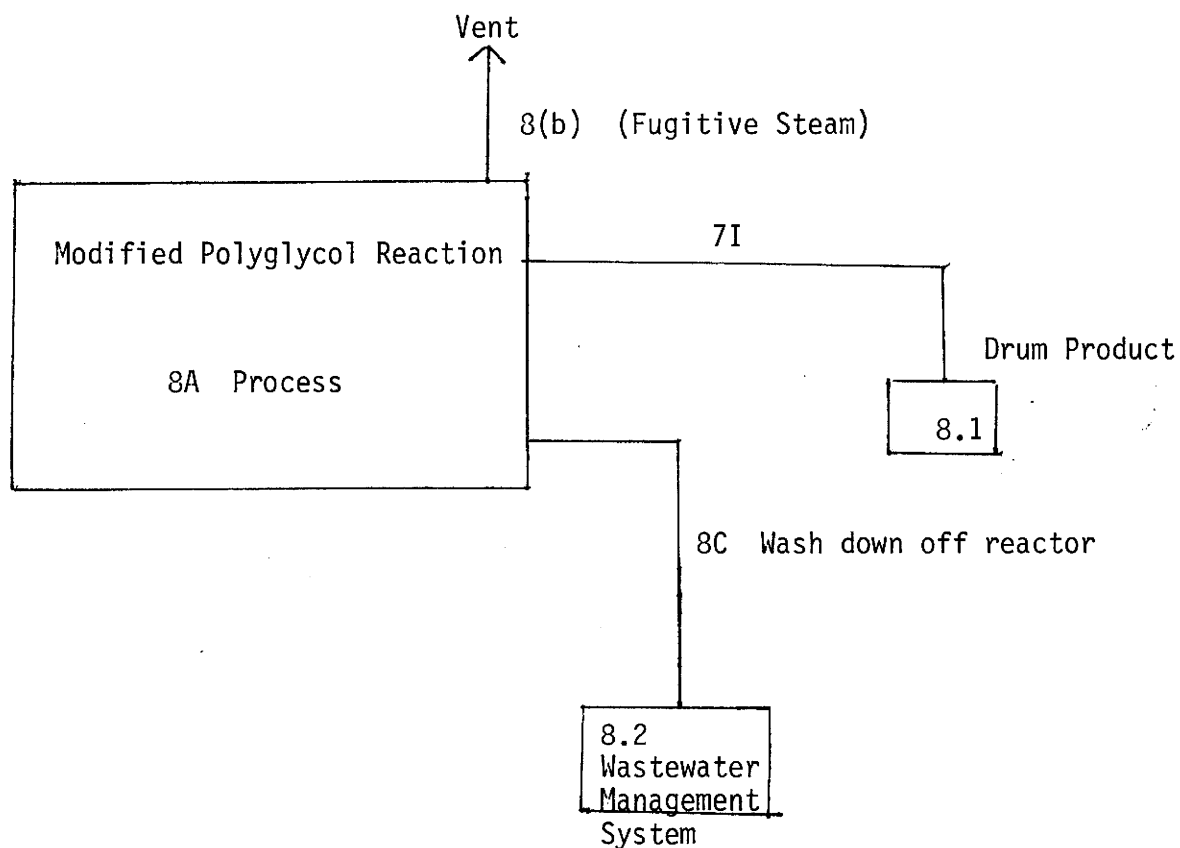 Vent
8(b) (Fugitive Steam)
Modified Polyglycol Reaction
7I
8A Process
Drum Product
8.1
8C Wash down off reactor
8.2
Wastewater
Management
System